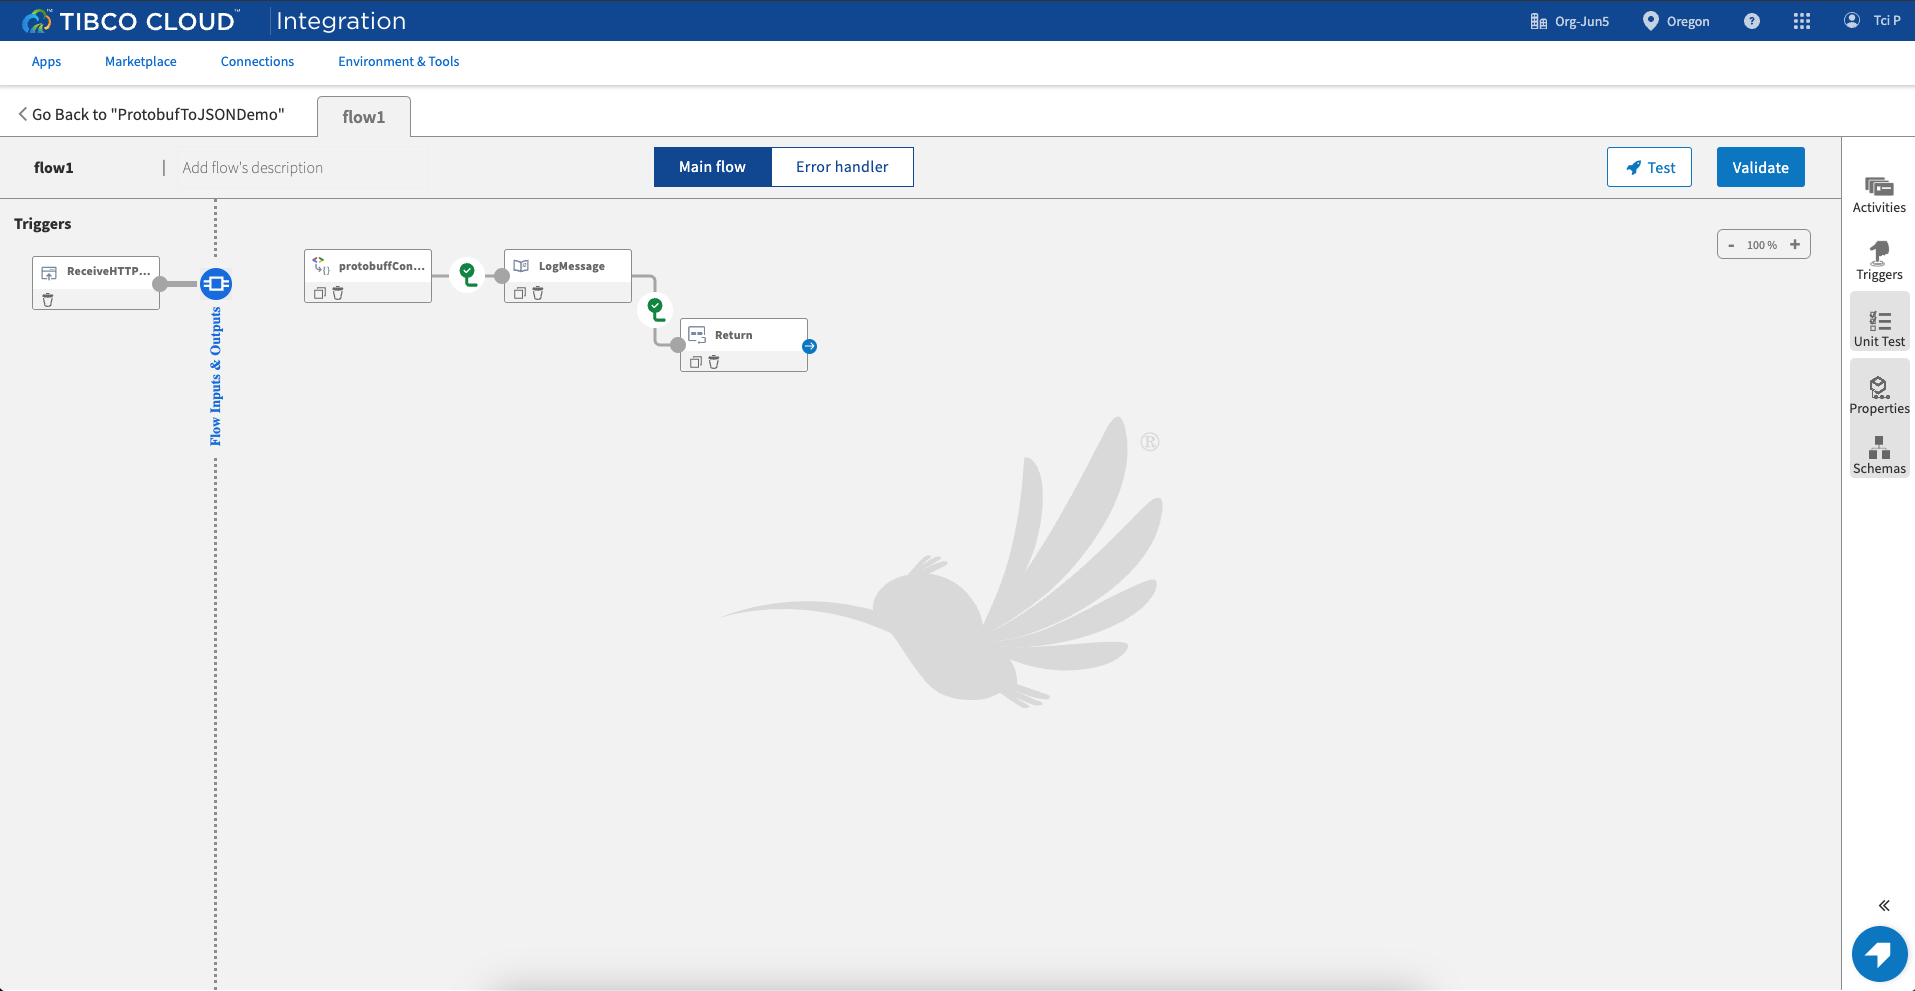 TIBCO CLOUD™ Integration
Org-Jun5 Oregon ? Tci P
Apps Marketplace Connections Environment & Tools
Go Back to "ProtobufToJSONDemo" flow1
flow1 | Add flow's description Main flow Error handler Test Validate
Triggers
ReceiveHTTP...
Flow Inputs & Outputs
protobuffCon...
LogMessage
Return
- 100 % +
®
Activities
Triggers
Unit Test
Properties
Schemas